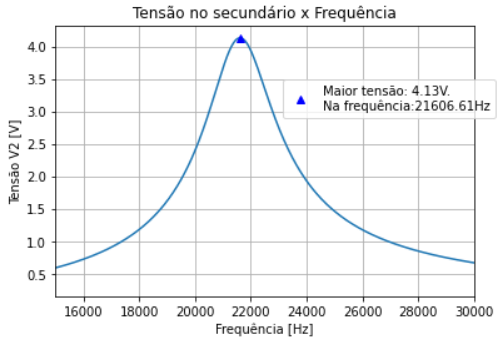 Tensão no secundário x Frequência
4.0
3.5
3.0
2.5
2.0
1.5
1.0
0.5
Tensão V2 [V]
Maior tensão: 4.13V.
Na frequência:21606.61Hz
16000 18000 20000 22000 24000 26000 28000 30000
Frequência [Hz]